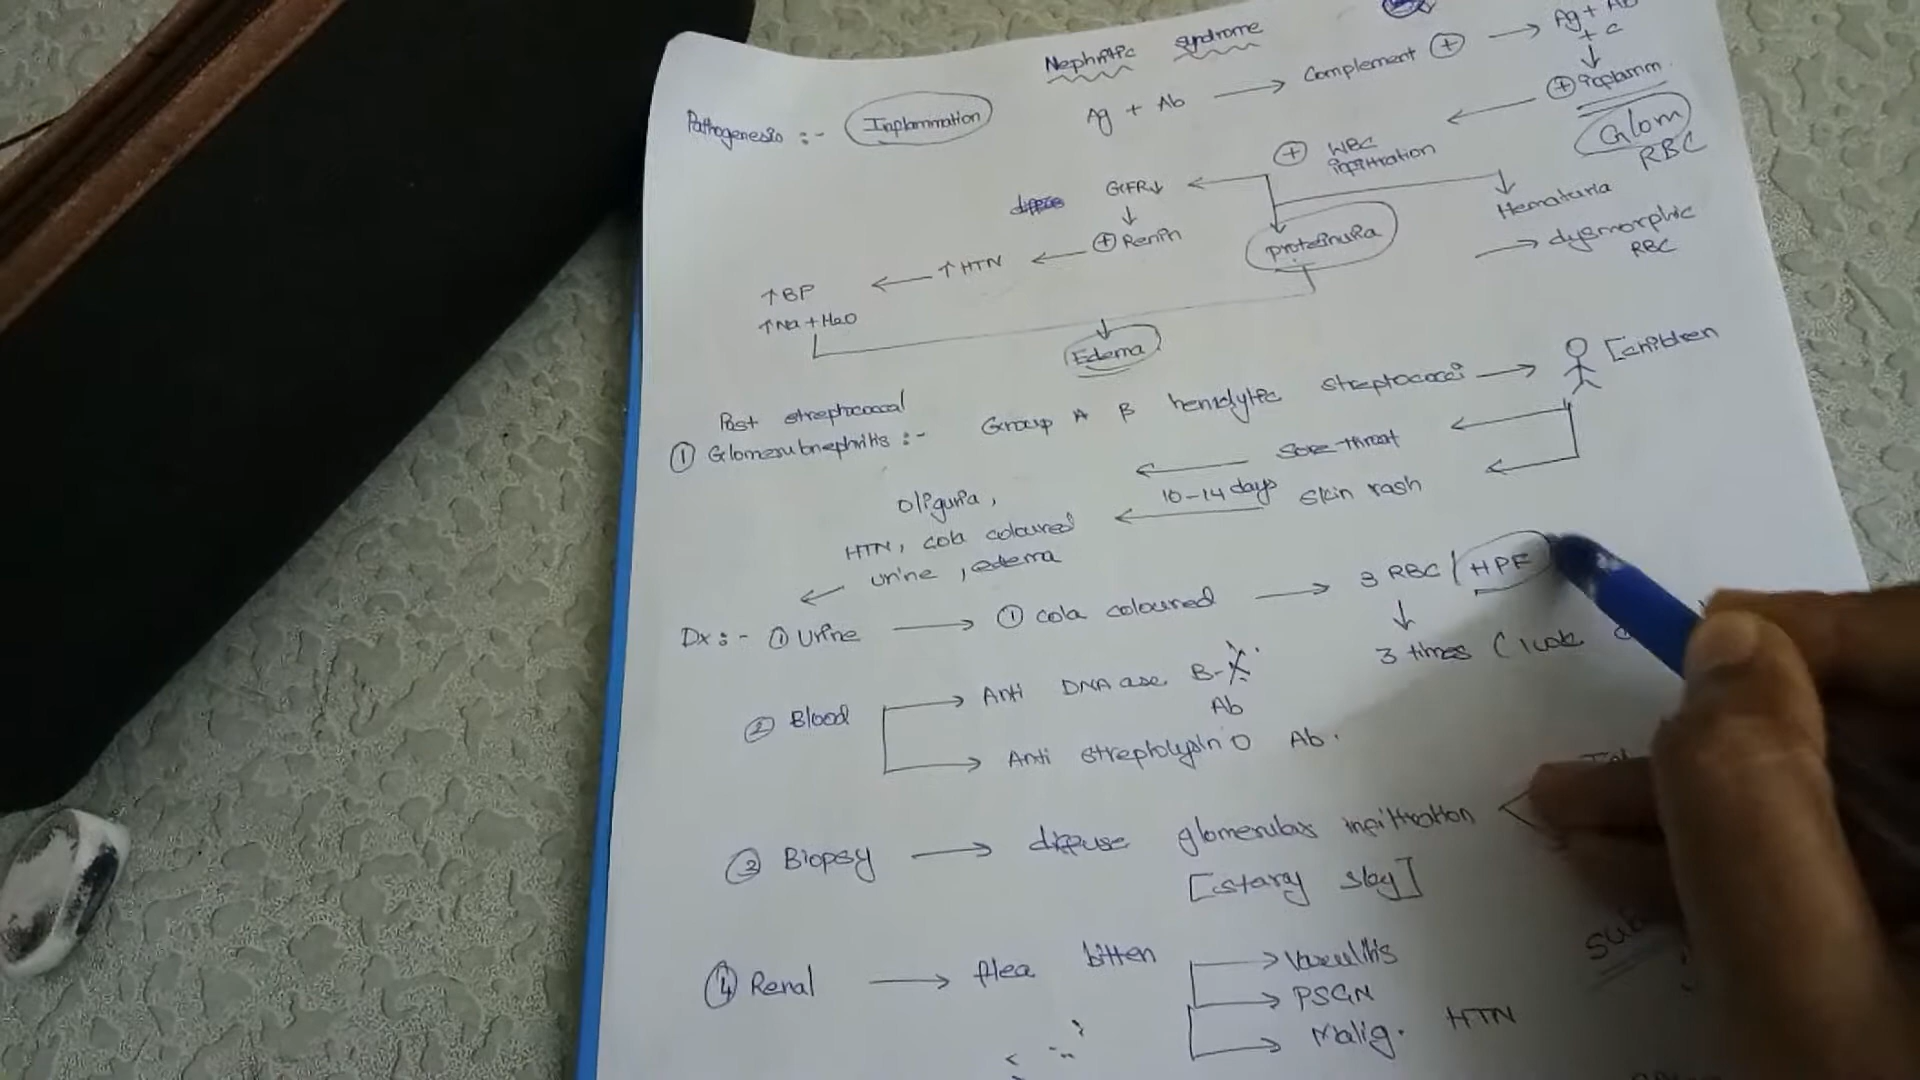 Nephritic syndrome
Pathogenesis :- Inflammation
Ag + Ab → Complement ⊕ → Ag + Ab
+ C
↓
⊕ inflamm.
Glom
RBC
⊕ WBC
infiltration
GFR↓
↓
⊕ Renin
↑ HTN
↑ BP
↑ Na + H2O
proteinuria
Hematuria
→ dysmorphic
RBC
Edema
Post streptococcal
① Glomerulonephritis :- Group A β hemolytic streptococci → [children
sore throat
10-14 days skin rash
oliguria,
HTN, cola coloured
urine, edema
Dx :- ① Urine → ① cola coloured → 3 RBC / HPF
↓
3 times ( 1
② Blood → Anti DNA ase B-
Ab
→ Anti streptolysin O Ab.
③ Biopsy → diffuse glomerular infiltration
[starry sky]
④ Renal → flea bitten → Vasculitis
→ PSGN
→ Malig. HTN